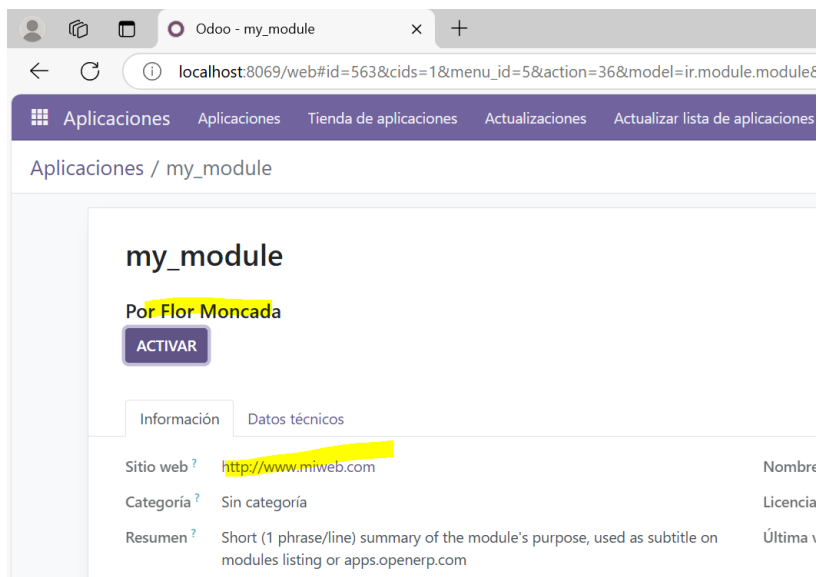 Odoo - my_module
localhost:8069/web#id=563&cids=1&menu_id=5&action=36&model=ir.module.module&
Aplicaciones Aplicaciones Tienda de aplicaciones Actualizaciones Actualizar lista de aplicaciones
Aplicaciones / my_module
my_module
Por Flor Moncada
ACTIVAR
Información Datos técnicos
Sitio web ? http://www.miweb.com Nombre
Categoría ? Sin categoría Licencia
Resumen ? Short (1 phrase/line) summary of the module's purpose, used as subtitle on Última v
modules listing or apps.openerp.com